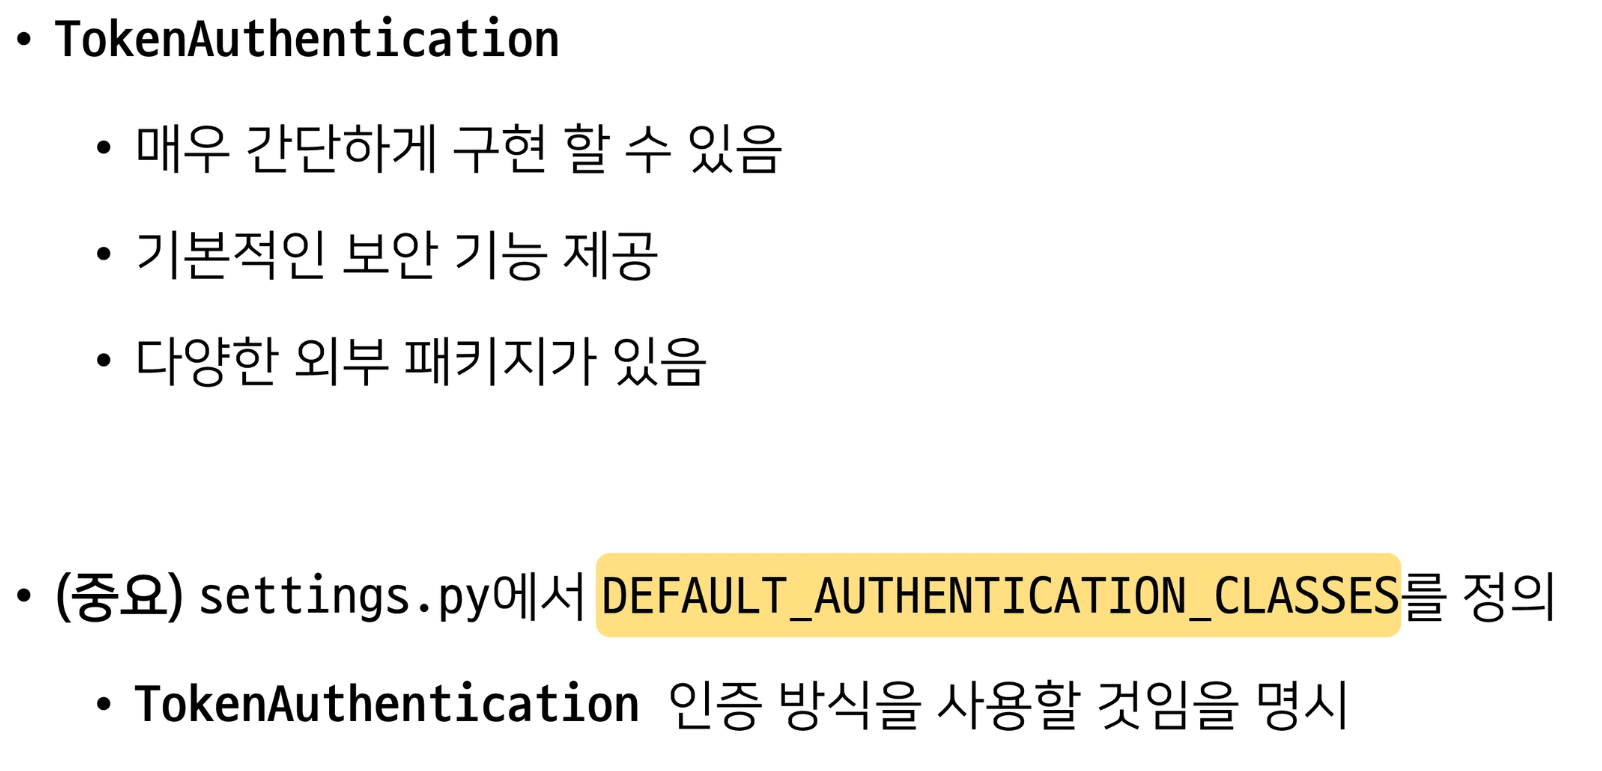 • TokenAuthentication
• 매우 간단하게 구현 할 수 있음
• 기본적인 보안 기능 제공
• 다양한 외부 패키지가 있음
• (중요) settings.py에서 DEFAULT_AUTHENTICATION_CLASSES를 정의
• TokenAuthentication 인증 방식을 사용할 것임을 명시